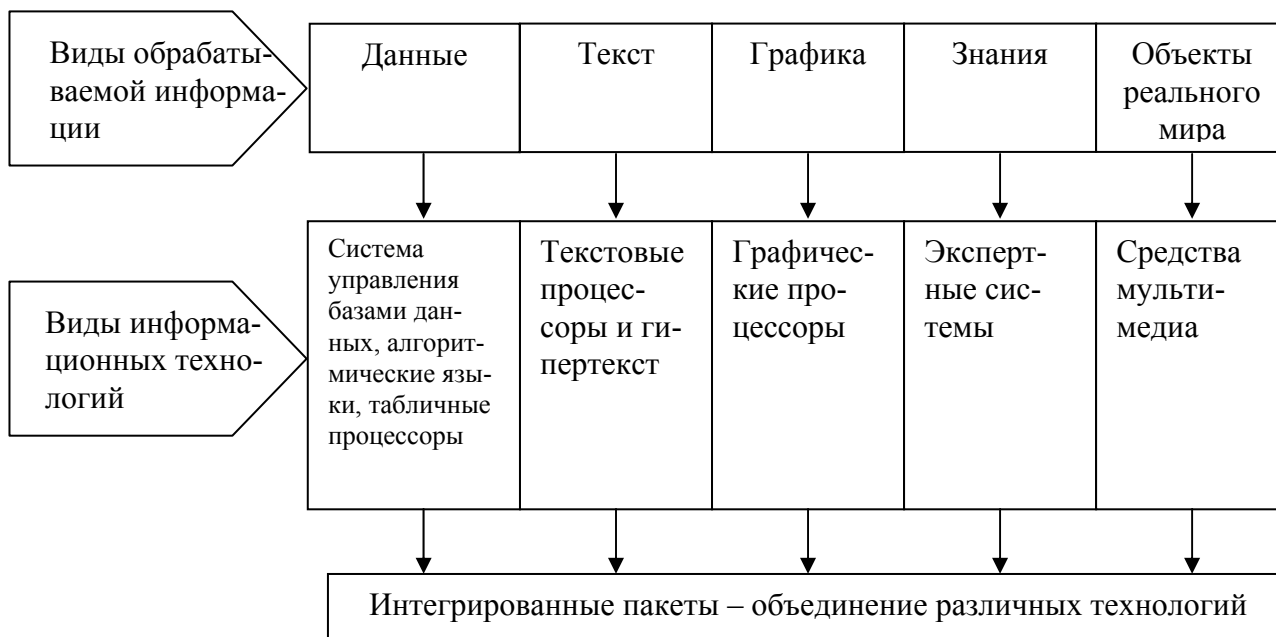 Виды обрабаты-
ваемой информа-
ции
Данные
Текст
Графика
Знания
Объекты
реального
мира
Виды информа-
ционных техно-
логий
Система
управления
базами дан-
ных, алгорит-
мические язы-
ки, табличные
процессоры
Текстовые
процес-
соры и ги-
пертекст
Графичес-
кие про-
цессоры
Эксперт-
ные сис-
темы
Средства
мульти-
медиа
Интегрированные пакеты – объединение различных технологий